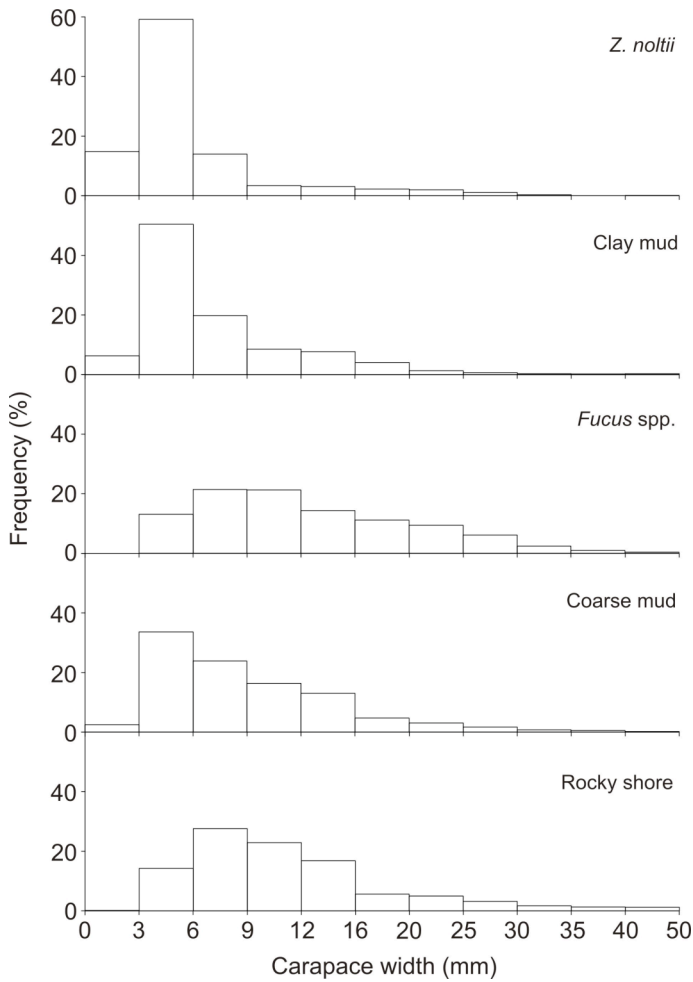 60
40
20
0
Z. noltii
40
20
0
Clay mud
40
20
0
Fucus spp.
40
20
0
Coarse mud
40
20
0
Rocky shore
Frequency (%)
0 3 6 9 12 16 20 25 30 35 40 50
Carapace width (mm)